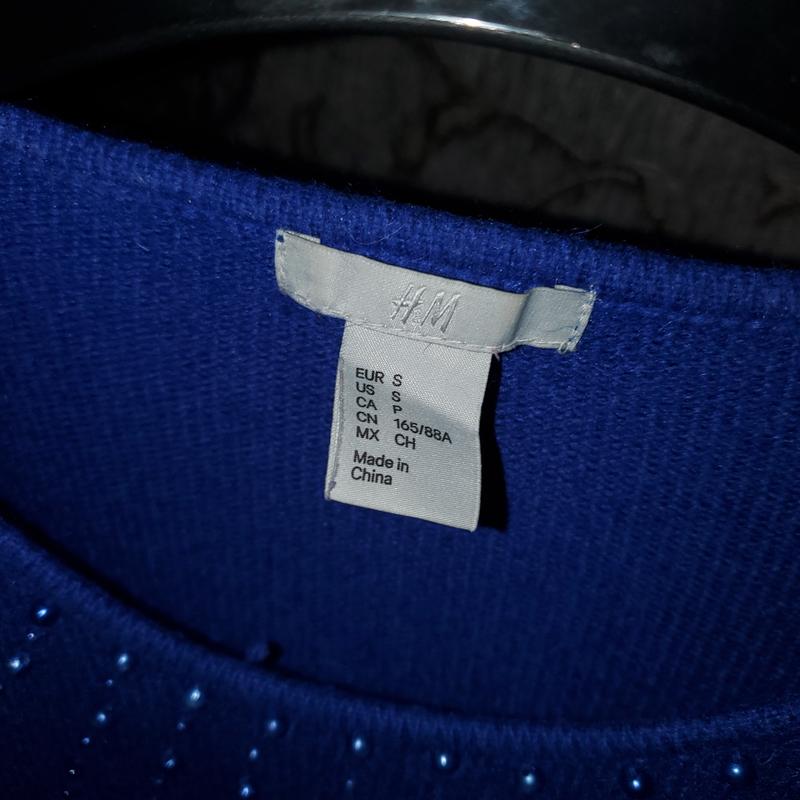 H&M
EUR S
US S
CA P
CN 165/88A
MX CH
Made in
China